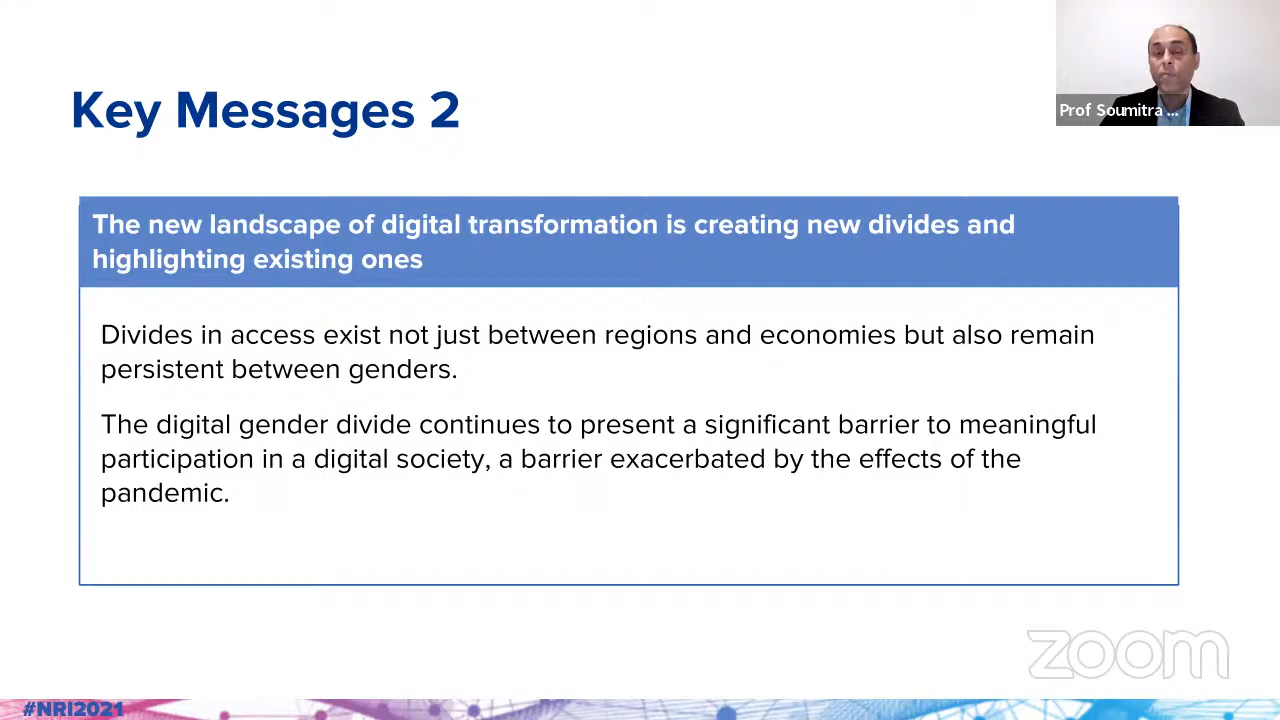 Key Messages 2
Prof Soumitra ...
The new landscape of digital transformation is creating new divides and
highlighting existing ones
Divides in access exist not just between regions and economies but also remain
persistent between genders.
The digital gender divide continues to present a significant barrier to meaningful
participation in a digital society, a barrier exacerbated by the effects of the
pandemic.
zoom
#NRI2021